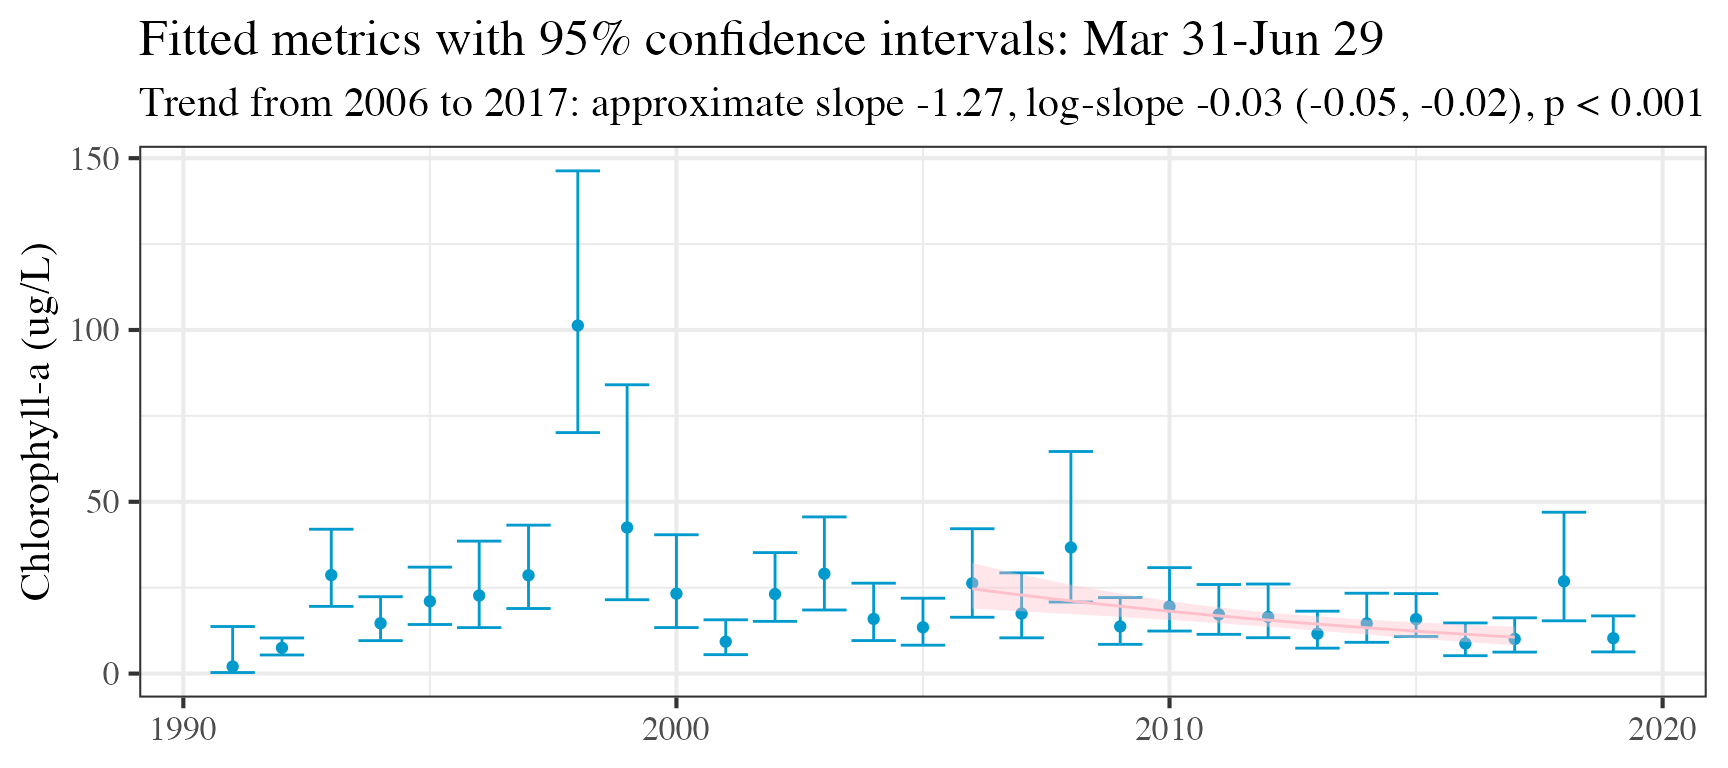 Fitted metrics with 95% confidence intervals: Mar 31-Jun 29
Trend from 2006 to 2017: approximate slope -1.27, log-slope -0.03 (-0.05, -0.02), p < 0.001
Chlorophyll-a (ug/L)
150
100
50
0
1990 2000 2010 2020